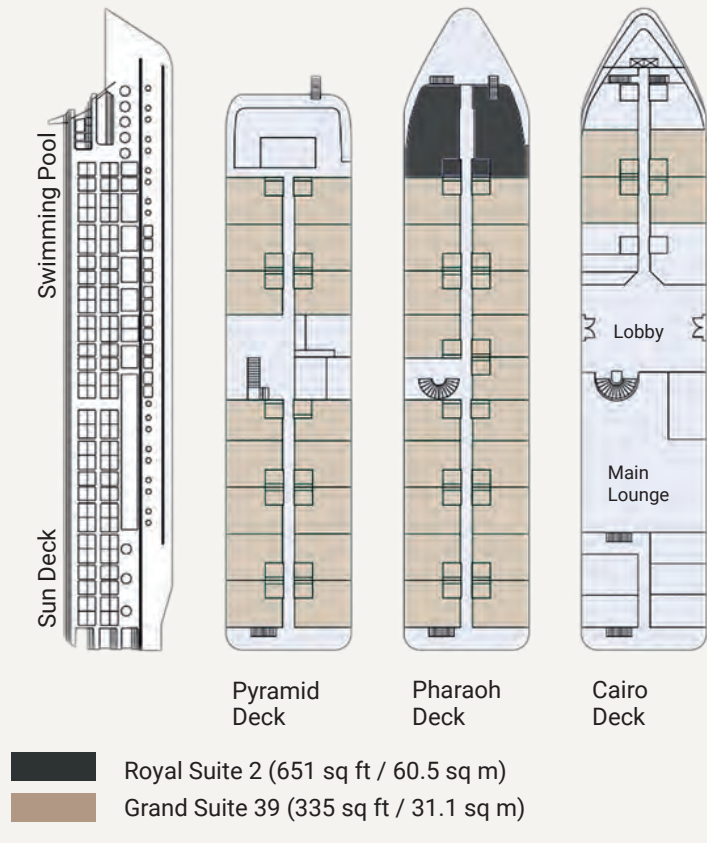 Swimming Pool
Sun Deck
Lobby
Main
Lounge
Pyramid
Deck
Pharaoh
Deck
Cairo
Deck
Royal Suite 2 (651 sq ft / 60.5 sq m)
Grand Suite 39 (335 sq ft / 31.1 sq m)